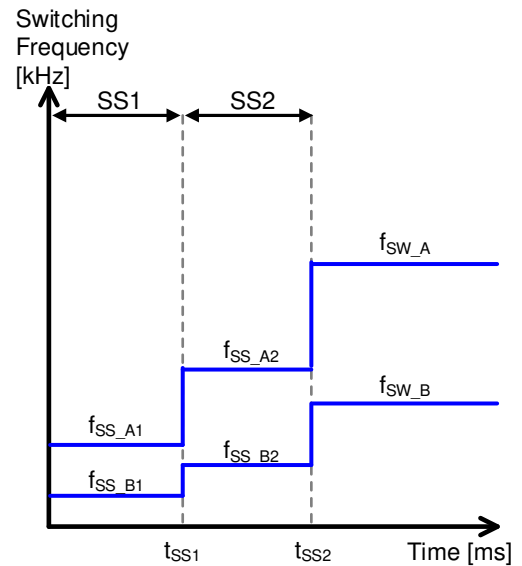 Switching
Frequency
[kHz]
SS1
SS2
fSW_A
fSS_A2
fSW_B
fSS_A1
fSS_B2
fSS_B1
tSS1
tSS2
Time [ms]